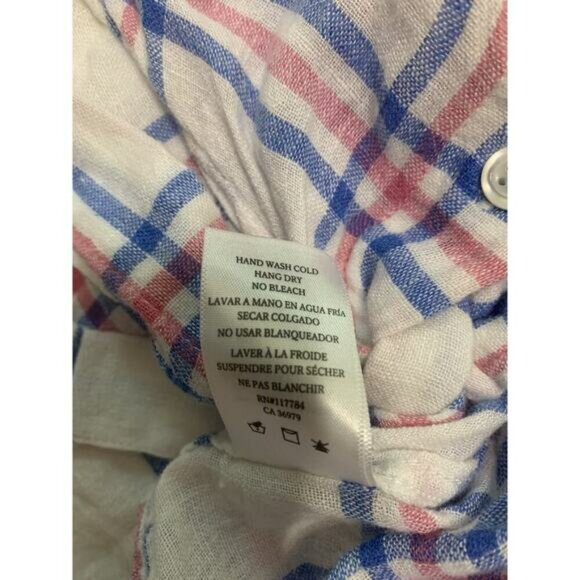 HAND WASH COLD
HANG DRY
NO BLEACH
LAVAR A MANO EN AGUA FRÍA
SECAR COLGADO
NO USAR BLANQUEADOR
LAVER À LA FROIDE
SUSPENDRE POUR SÉCHER
NE PAS BLANCHIR
RN#117784
CA 36979